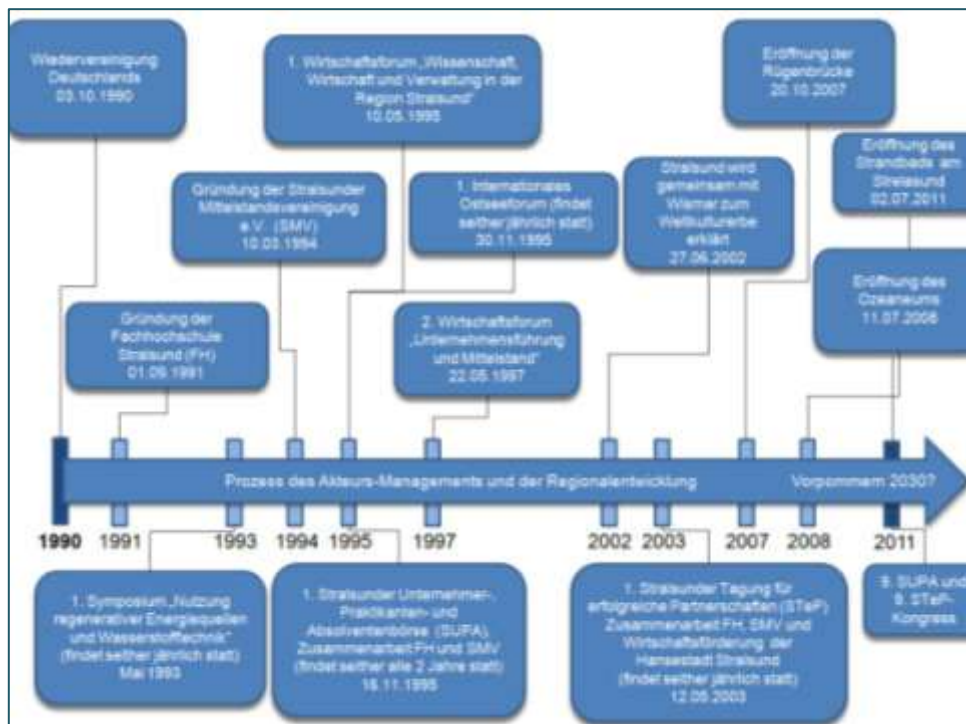 Wiedervereinigung
Deutschlands
03.10.1990
1. Wirtschaftsforum „Wissenschaft,
Wirtschaft und Verwaltung in der
Region Stralsund“
10.05.1995
Eröffnung der
Rügenbrücke
20.10.2007
Gründung der Stralsunder
Mittelstandsvereinigung
e.V. (SMV)
10.03.1994
1. Internationales
Ostseeforum (findet
seither jährlich statt)
30.11.1995
Stralsund wird
gemeinsam mit
Wismar zum
Weltkulturerbe
erklärt
27.06.2002
Eröffnung des
Strandbads am
Strelasund
02.07.2011
Gründung der
Fachhochschule
Stralsund (FH)
01.09.1991
2. Wirtschaftsforum
„Unternehmensführung
und Mittelstand“
22.05.1997
Eröffnung des
Ozeaneums
11.07.2008
Prozess des Akteurs-Managements und der Regionalentwicklung
Vorpommern 2030?
1990 1991 1993 1994 1995 1997 2002 2003 2007 2008 2011
1. Symposium „Nutzung
regenerativer Energiequellen
und Wasserstofftechnik“
(findet seither jährlich statt)
Mai 1993
1. Stralsunder Unternehmer-,
Praktikanten- und
Absolventenbörse (SUPA),
Zusammenarbeit FH und SMV
(findet seither alle 2 Jahre statt)
16.11.1995
1. Stralsunder Tagung für
erfolgreiche Partnerschaften (STeP)
Zusammenarbeit FH, SMV und
Wirtschaftsförderung der
Hansestadt Stralsund
(findet seither jährlich statt)
12.05.2003
9. SUPA und
9. STeP-
Kongress